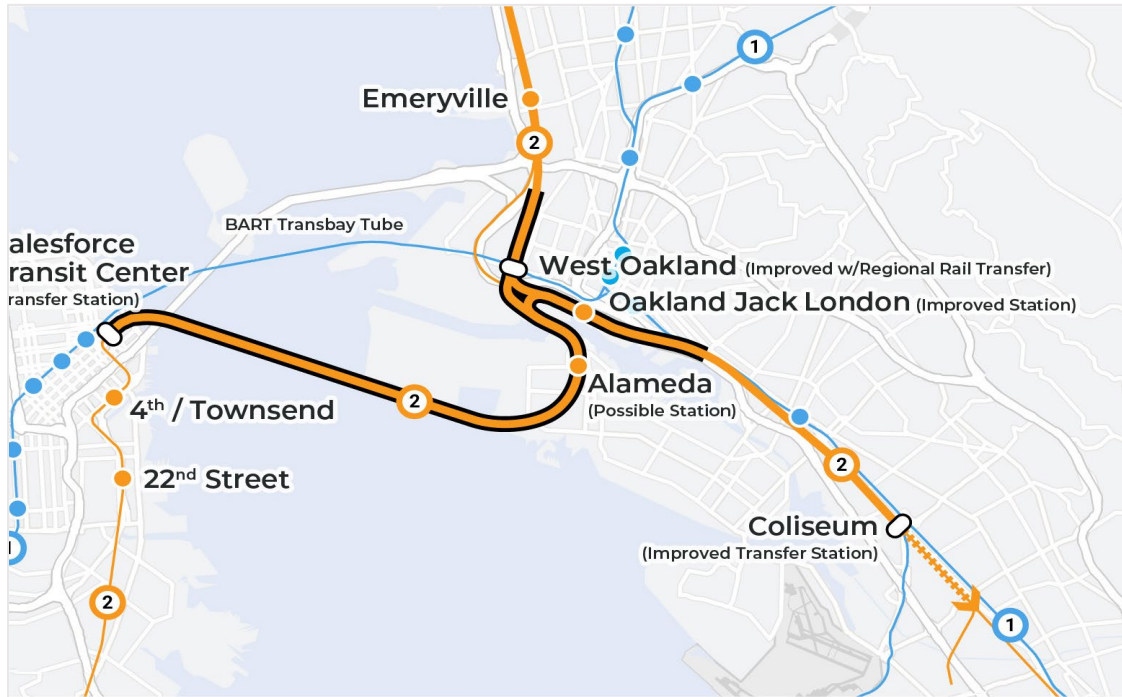 1
Emeryville
2
BART Transbay Tube
alesforce
ransit Center
ransfer Station)
West Oakland (Improved w/Regional Rail Transfer)
Oakland Jack London (Improved Station)
Alameda
(Possible Station)
2
4th / Townsend
22nd Street
2
Coliseum
(Improved Transfer Station)
1
2
1